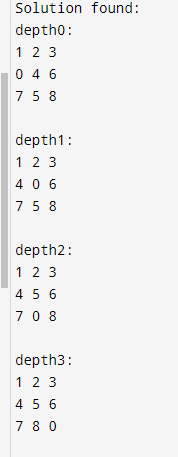 Solution found:
depth0:
1 2 3
0 4 6
7 5 8
depth1:
1 2 3
4 0 6
7 5 8
depth2:
1 2 3
4 5 6
7 0 8
depth3:
1 2 3
4 5 6
7 8 0